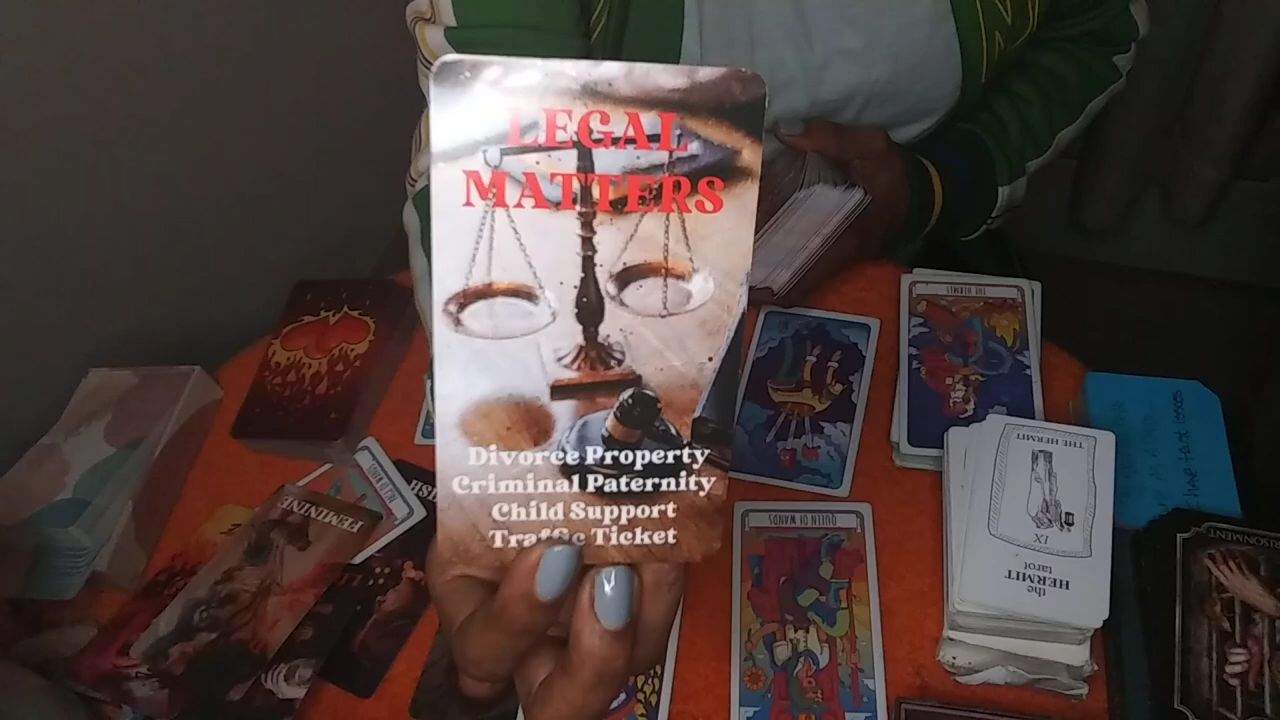 LEGAL
MATTERS
Divorce Property
Criminal Paternity
Child Support
Traffic Ticket
THE HERMIT
QUEEN OF WANDS
THE HERMIT
IX
the
HERMIT
tarot
FEMININE